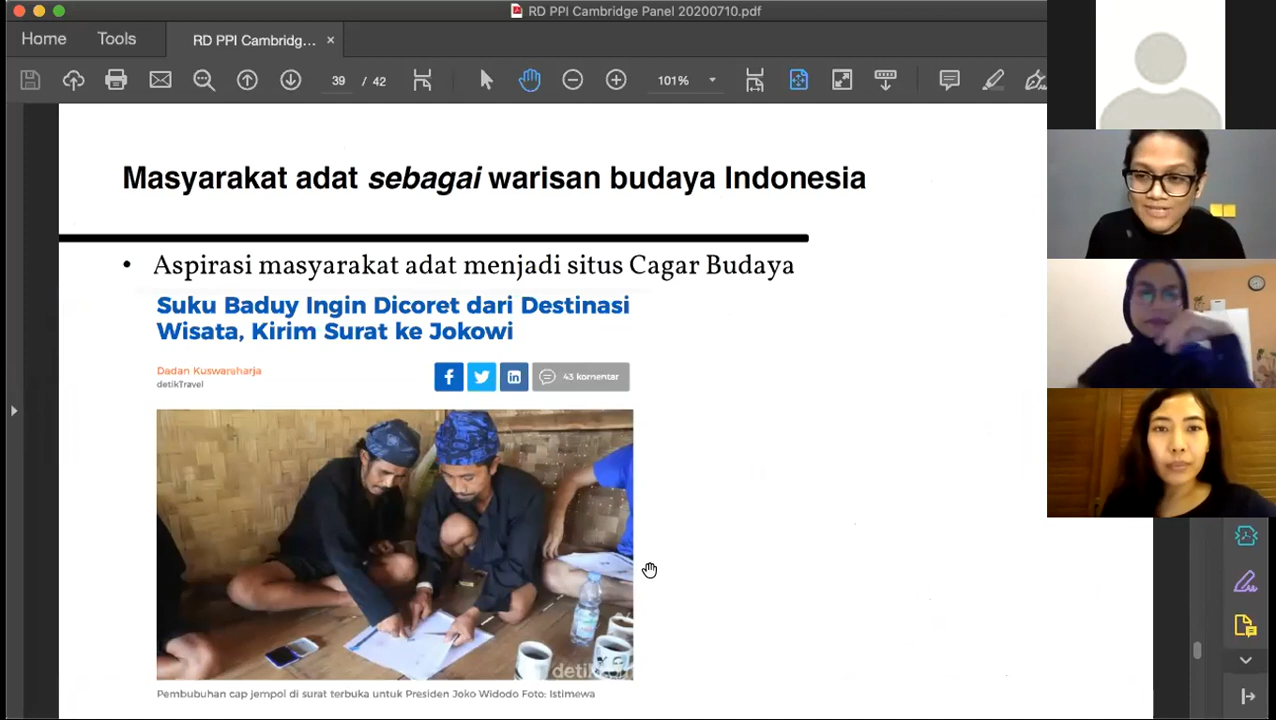 RD PPI Cambridge Panel 20200710.pdf
Home
Tools
RD PPI Cambridg...
39 / 42
101%
Masyarakat adat sebagai warisan budaya Indonesia
• Aspirasi masyarakat adat menjadi situs Cagar Budaya
Suku Baduy Ingin Dicoret dari Destinasi
Wisata, Kirim Surat ke Jokowi
Dadan Kuswaraharja
detikTravel
43 komentar
Pembubuhan cap jempol di surat terbuka untuk Presiden Joko Widodo Foto: Istimewa